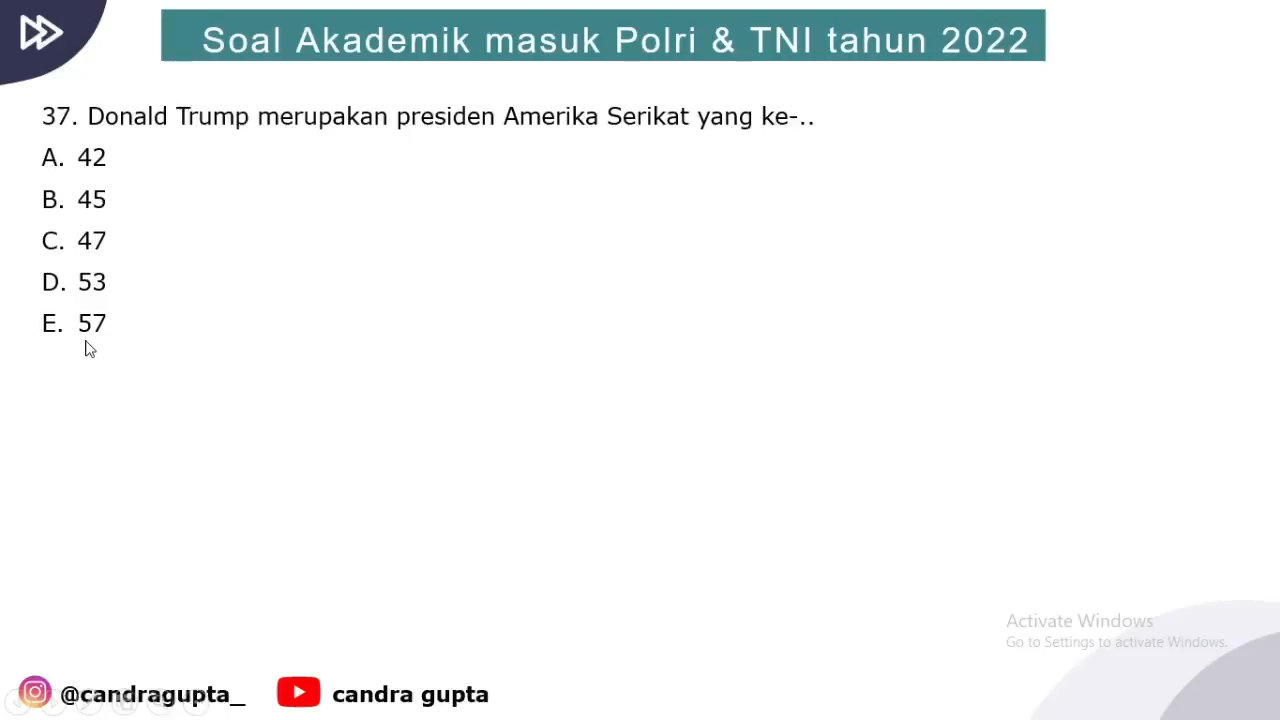 Soal Akademik masuk Polri & TNI tahun 2022
37. Donald Trump merupakan presiden Amerika Serikat yang ke-..
A. 42
B. 45
C. 47
D. 53
E. 57
Activate Windows
Go to Settings to activate Windows.
@candragupta_ candra gupta